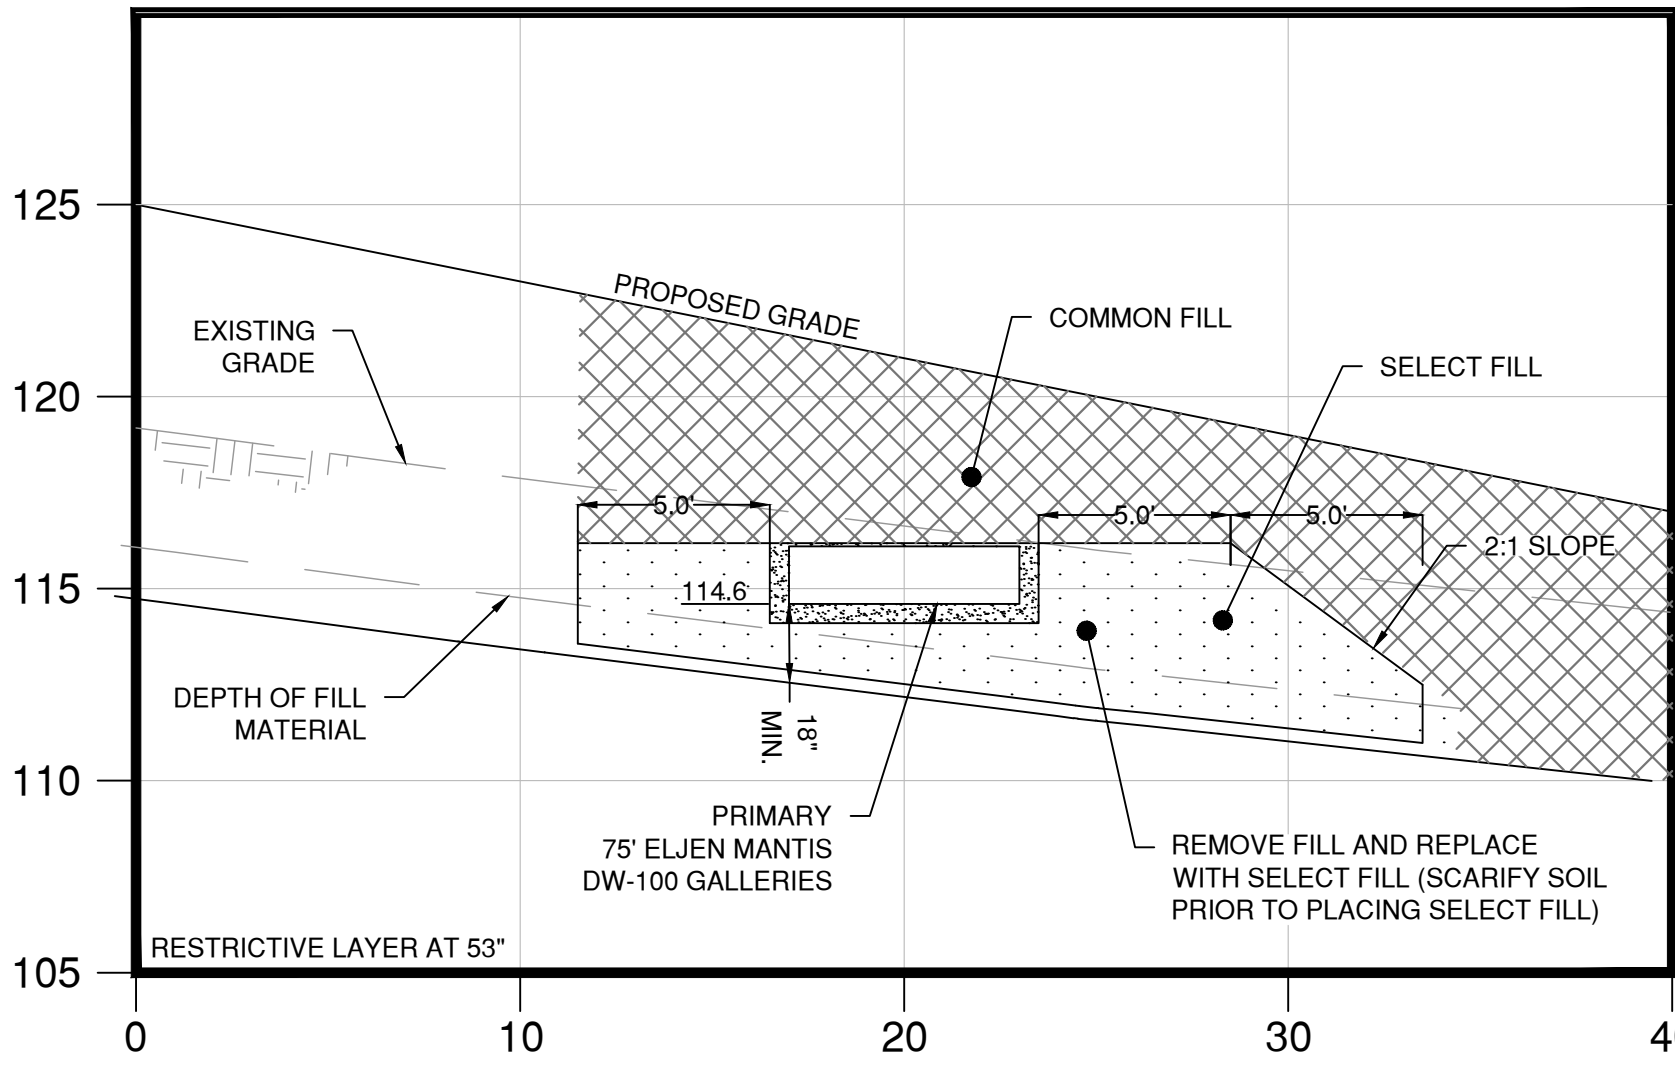 125
120
115
110
105
0
10
20
30
4
PROPOSED GRADE
EXISTING
GRADE
COMMON FILL
SELECT FILL
5.0'
5.0'
5.0'
2:1 SLOPE
114.6
DEPTH OF FILL
MATERIAL
18"
MIN.
PRIMARY
75' ELJEN MANTIS
DW-100 GALLERIES
REMOVE FILL AND REPLACE
WITH SELECT FILL (SCARIFY SOIL
PRIOR TO PLACING SELECT FILL)
RESTRICTIVE LAYER AT 53"